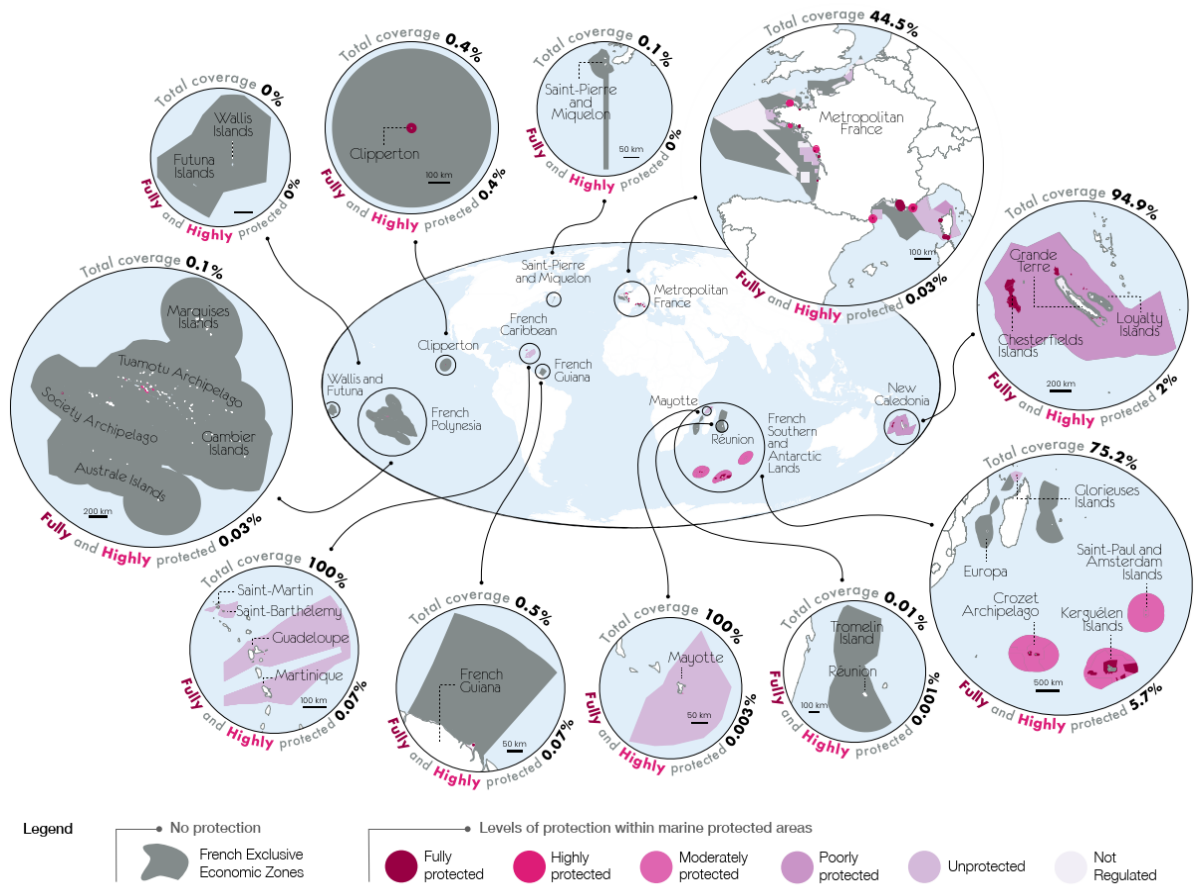 Total coverage 0%
Wallis
Islands
Futuna
Islands
Fully and Highly protected 0%
Total coverage 0.4%
Clipperton
100 km
Fully and Highly protected 0.4%
Total coverage 0.1%
Saint-Pierre
and
Miquelon
50 km
Fully and Highly protected 0%
Total coverage 44.5%
Metropolitan
France
100 km
Fully and Highly protected 0.03%
Total coverage 94.9%
Grande
Terre
Loyalty
Islands
Chesterfields
Islands
200 km
Fully and Highly protected 2%
Total coverage 0.1%
Marquises
Islands
Tuamotu Archipelago
Society Archipelago
Gambier
Islands
Australe Islands
200 km
Fully and Highly protected 0.03%
Saint-Pierre
and Miquelon
Metropolitan
France
French
Caribbean
Clipperton
French
Guiana
Wallis and
Futuna
French
Polynesia
Mayotte
Réunion
French
Southern
and
Antarctic
Lands
New
Caledonia
Total coverage 75.2%
Glorieuses
Islands
Europa
Saint-Paul and
Amsterdam
Islands
Crozet
Archipelago
Kerguélen
Islands
500 km
Fully and Highly protected 5.7%
Total coverage 100%
Saint-Martin
Saint-Barthélemy
Guadeloupe
Martinique
100 km
Fully and Highly protected 0.07%
Total coverage 0.5%
French
Guiana
50 km
Fully and Highly protected 0.07%
Total coverage 100%
Mayotte
50 km
Fully and Highly protected 0.003%
Total coverage 0.01%
Tromelin
Island
Réunion
100 km
Fully and Highly protected 0.001%
Legend
No protection
French Exclusive
Economic Zones
Levels of protection within marine protected areas
Fully
protected
Highly
protected
Moderately
protected
Poorly
protected
Unprotected
Not
Regulated